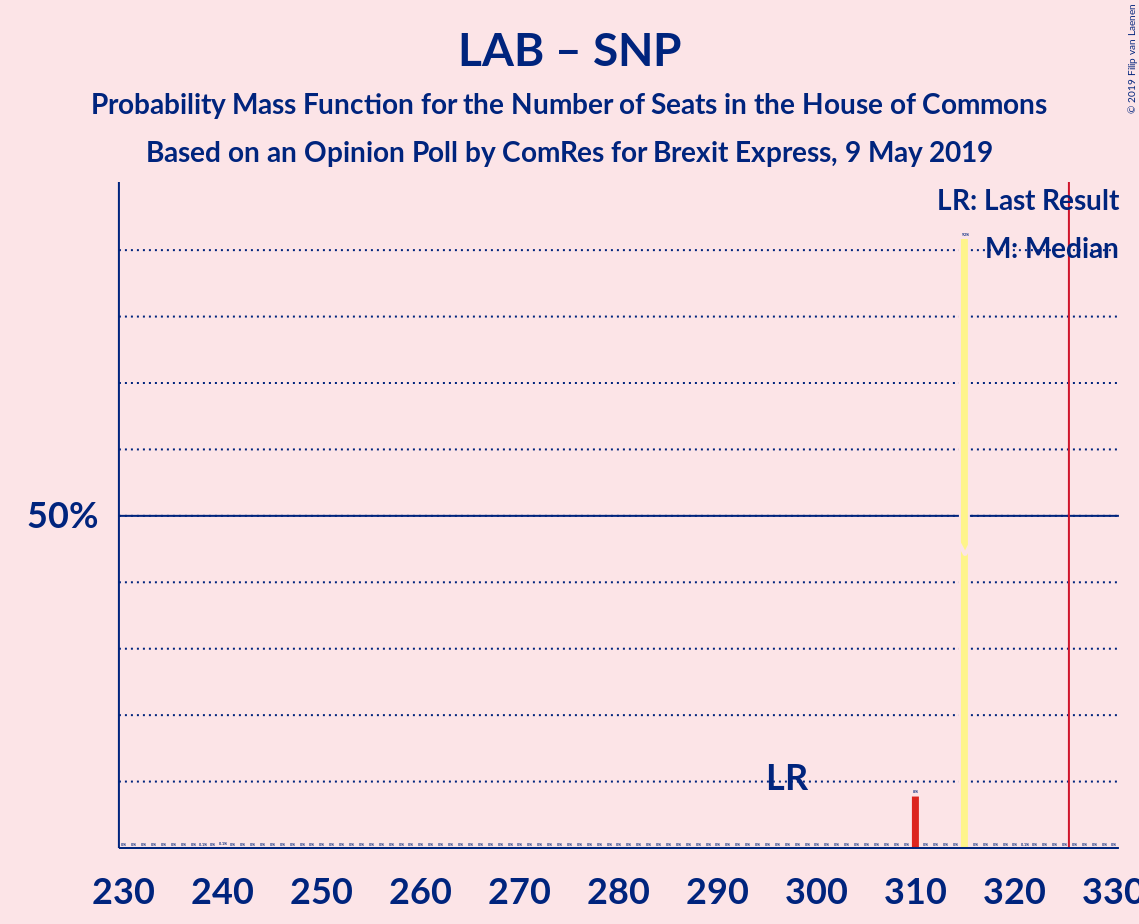 LAB – SNP
Probability Mass Function for the Number of Seats in the House of Commons
Based on an Opinion Poll by ComRes for Brexit Express, 9 May 2019
© 2019 Filip van Laenen
LR: Last Result
M: Median
50%
LR
230 240 250 260 270 280 290 300 310 320 330